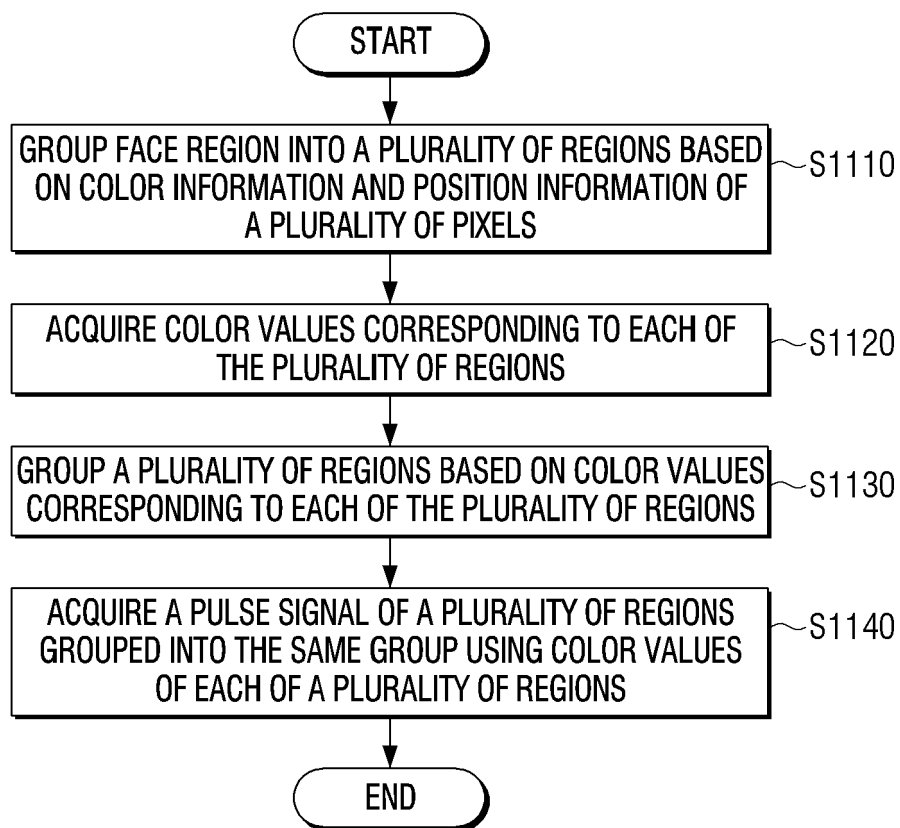 START
GROUP FACE REGION INTO A PLURALITY OF REGIONS BASED
ON COLOR INFORMATION AND POSITION INFORMATION OF
A PLURALITY OF PIXELS
S1110
ACQUIRE COLOR VALUES CORRESPONDING TO EACH OF
THE PLURALITY OF REGIONS
S1120
GROUP A PLURALITY OF REGIONS BASED ON COLOR VALUES
CORRESPONDING TO EACH OF THE PLURALITY OF REGIONS
S1130
ACQUIRE A PULSE SIGNAL OF A PLURALITY OF REGIONS
GROUPED INTO THE SAME GROUP USING COLOR VALUES
OF EACH OF A PLURALITY OF REGIONS
S1140
END